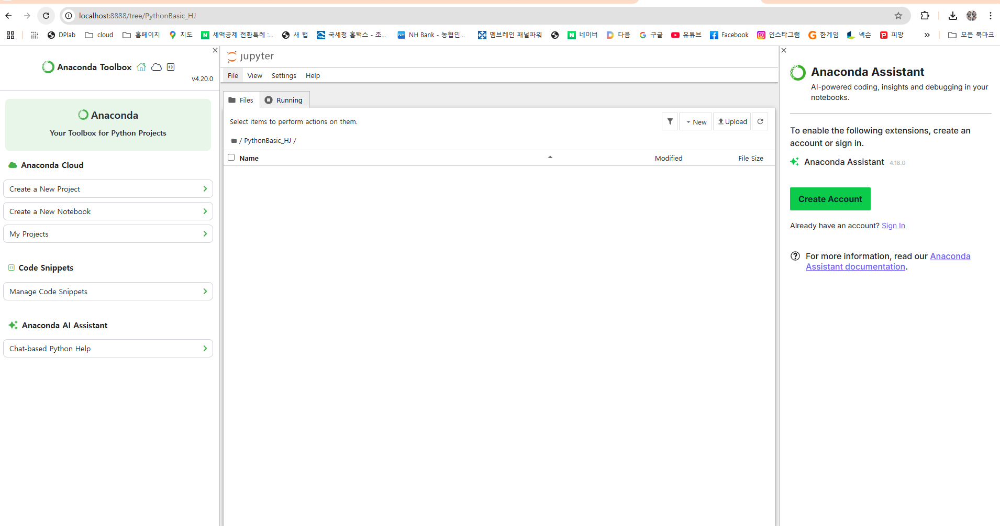 localhost:8888/tree/PythonBasic_HJ
DPlab cloud 홈페이지 지도 세액공제 전환특례 :... 새 탭 국세청 홈택스 - 조... NH Bank - 농협인... 엠브레인 패널파워 네이버 다음 구글 유튜브 Facebook 인스타그램 한게임 넥슨 피망 모든 북마크
Anaconda Toolbox
v4.20.0
Anaconda
Your Toolbox for Python Projects
Anaconda Cloud
Create a New Project
Create a New Notebook
My Projects
Code Snippets
Manage Code Snippets
Anaconda AI Assistant
Chat-based Python Help
jupyter
File View Settings Help
Files Running
Select items to perform actions on them.
New Upload
/ PythonBasic_HJ /
Name Modified File Size
Anaconda Assistant
AI-powered coding, insights and debugging in your
notebooks.
To enable the following extensions, create an
account or sign in.
Anaconda Assistant 4.18.0
Create Account
Already have an account? Sign In
For more information, read our Anaconda
Assistant documentation.